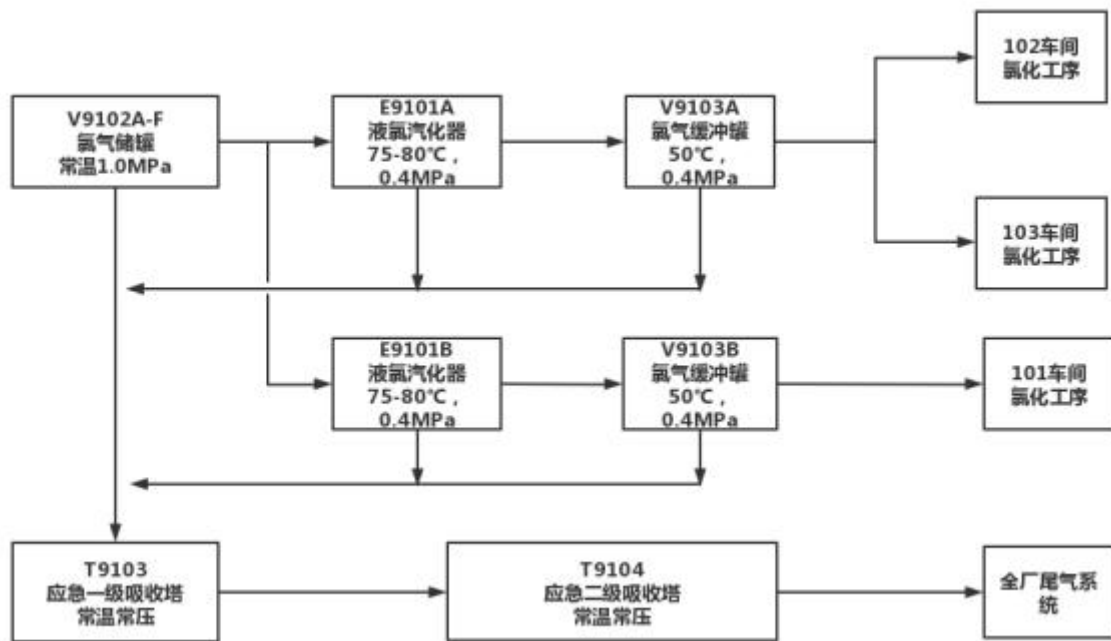 102车间
氯化工序
V9102A-F
氯气储罐
常温1.0MPa
E9101A
液氯汽化器
75-80℃，
0.4MPa
V9103A
氯气缓冲罐
50℃，
0.4MPa
103车间
氯化工序
E9101B
液氯汽化器
75-80℃，
0.4MPa
V9103B
氯气缓冲罐
50℃，
0.4MPa
101车间
氯化工序
T9103
应急一级吸收塔
常温常压
T9104
应急二级吸收塔
常温常压
全厂尾气系
统